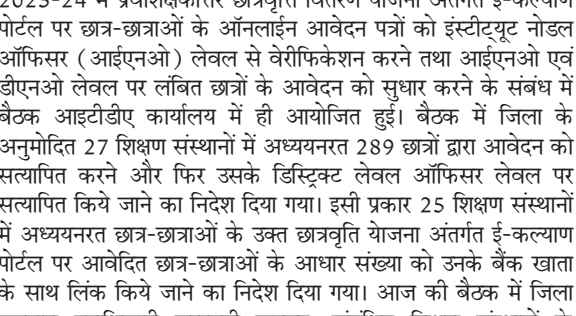 2023-24 में प्रवेशिकोत्तर छात्रवृति वितरण योजना अंतर्गत ई-कल्याण
पोर्टल पर छात्र-छात्राओं के ऑनलाईन आवेदन पत्रों को इंस्टीट्यूट नोडल
ऑफिसर (आईएनओ) लेवल से वेरीफिकेशन करने तथा आईएनओ एवं
डीएनओ लेवल पर लंबित छात्रों के आवेदन को सुधार करने के संबंध में
बैठक आइटीडीए कार्यालय में ही आयोजित हुई। बैठक में जिला के
अनुमोदित 27 शिक्षण संस्थानों में अध्ययनरत 289 छात्रों द्वारा आवेदन को
सत्यापित करने और फिर उसके डिस्ट्रिक्ट लेवल ऑफिसर लेवल पर
सत्यापित किये जाने का निदेश दिया गया। इसी प्रकार 25 शिक्षण संस्थानों
में अध्ययनरत छात्र-छात्राओं के उक्त छात्रवृति योजना अंतर्गत ई-कल्याण
पोर्टल पर आवेदित छात्र-छात्राओं के आधार संख्या को उनके बैंक खाता
के साथ लिंक किये जाने का निदेश दिया गया। आज की बैठक में जिला